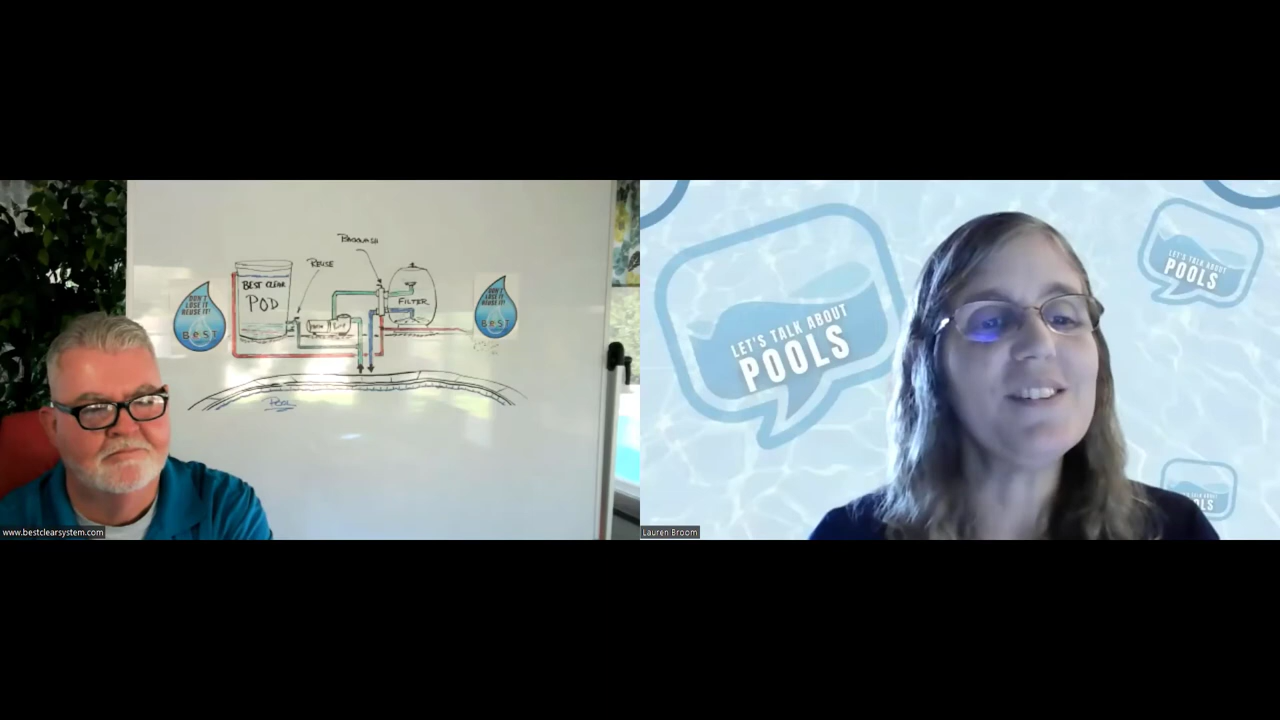 BACKWASH
REUSE
BEST CLEAR
POD
FILTER
DON'T
LOSE IT
REUSE IT!
BeST
DON'T
LOSE IT
REUSE IT!
BeST
POOL
www.bestclearsystem.com
LET'S TALK ABOUT
POOLS
LET'S TALK ABOUT
POOLS
Lauren Broom